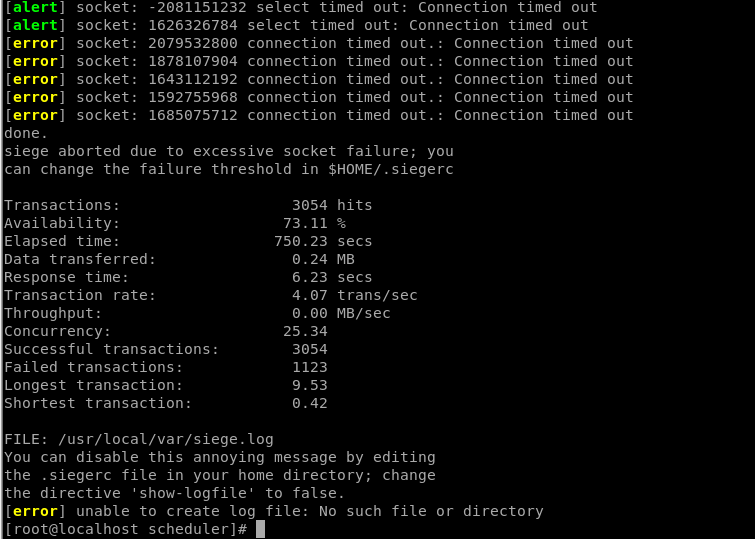 [alert] socket: -2081151232 select timed out: Connection timed out
[alert] socket: 1626326784 select timed out: Connection timed out
[error] socket: 2079532800 connection timed out.: Connection timed out
[error] socket: 1878107904 connection timed out.: Connection timed out
[error] socket: 1643112192 connection timed out.: Connection timed out
[error] socket: 1592755968 connection timed out.: Connection timed out
[error] socket: 1685075712 connection timed out.: Connection timed out
done.
siege aborted due to excessive socket failure; you
can change the failure threshold in $HOME/.siegerc
Transactions: 3054 hits
Availability: 73.11 %
Elapsed time: 750.23 secs
Data transferred: 0.24 MB
Response time: 6.23 secs
Transaction rate: 4.07 trans/sec
Throughput: 0.00 MB/sec
Concurrency: 25.34
Successful transactions: 3054
Failed transactions: 1123
Longest transaction: 9.53
Shortest transaction: 0.42
FILE: /usr/local/var/siege.log
You can disable this annoying message by editing
the .siegerc file in your home directory; change
the directive 'show-logfile' to false.
[error] unable to create log file: No such file or directory
[root@localhost scheduler]#